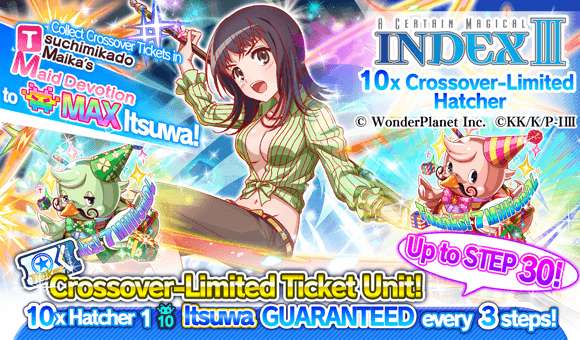 Collect Crossover Tickets in
Tsuchimikado
Maika's
Maid Devotion
to MAX Itsuwa!
A CERTAIN MAGICAL
INDEX III
10x Crossover-Limited
Hatcher
© WonderPlanet Inc. ©KK/K/P-IⅢ
Up to STEP 30!
Crossover-Limited Ticket Unit!
10x Hatcher 1 10 Itsuwa GUARANTEED every 3 steps!